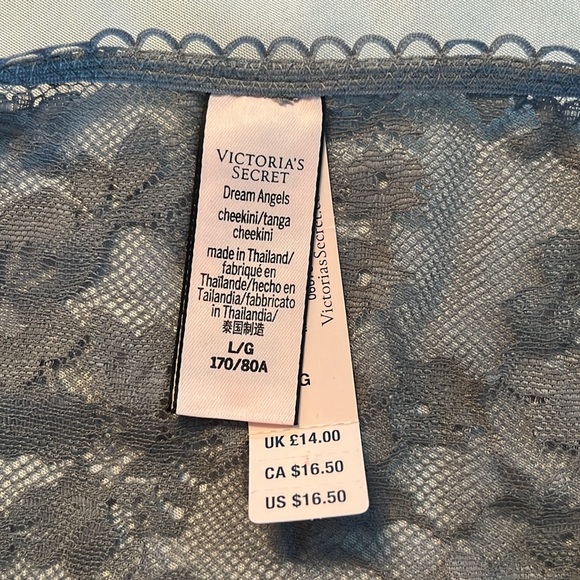 VICTORIA'S
SECRET
Dream Angels
cheekini/tanga
cheekini
made in Thailand/
fabriqué en
Thaïlande/hecho en
Tailandia/fabbricato
in Thailandia/
泰国制造
L/G
170/80A
VictoriasSecret.
G
UK £14.00
CA $16.50
US $16.50